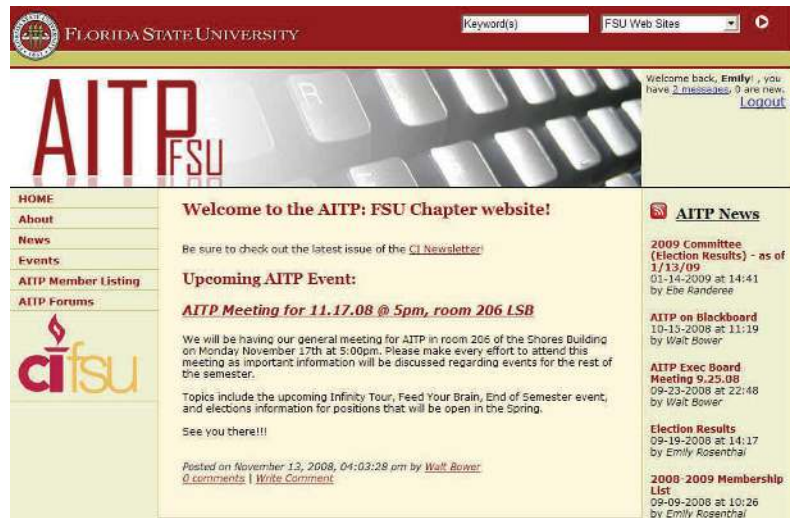 FLORIDA STATE UNIVERSITY
Keyword(s)
FSU Web Sites
AITP
FSU
Welcome back, Emily! , you
have 2 messages, 0 are new.
Logout
HOME
About
News
Events
AITP Member Listing
AITP Forums
cifsu
Welcome to the AITP: FSU Chapter website!
Be sure to check out the latest issue of the CI Newsletter!
Upcoming AITP Event:
AITP Meeting for 11.17.08 @ 5pm, room 206 LSB
We will be having our general meeting for AITP in room 206 of the Shores Building
on Monday November 17th at 5:00pm. Please make every effort to attend this
meeting as important information will be discussed regarding events for the rest of
the semester.
Topics include the upcoming Infinity Tour, Feed Your Brain, End of Semester event,
and elections information for positions that will be open in the Spring.
See you there!!!
Posted on November 13, 2008, 04:03:28 pm by Walt Bower
0 comments | Write Comment
AITP News
2009 Committee
(Election Results) - as of
1/13/09
01-14-2009 at 14:41
by Ebe Randeree
AITP on Blackboard
10-15-2008 at 11:19
by Walt Bower
AITP Exec Board
Meeting 9.25.08
09-23-2008 at 22:48
by Walt Bower
Election Results
09-19-2008 at 14:17
by Emily Rosenthal
2008-2009 Membership
List
09-09-2008 at 10:26
by Emily Rosenthal